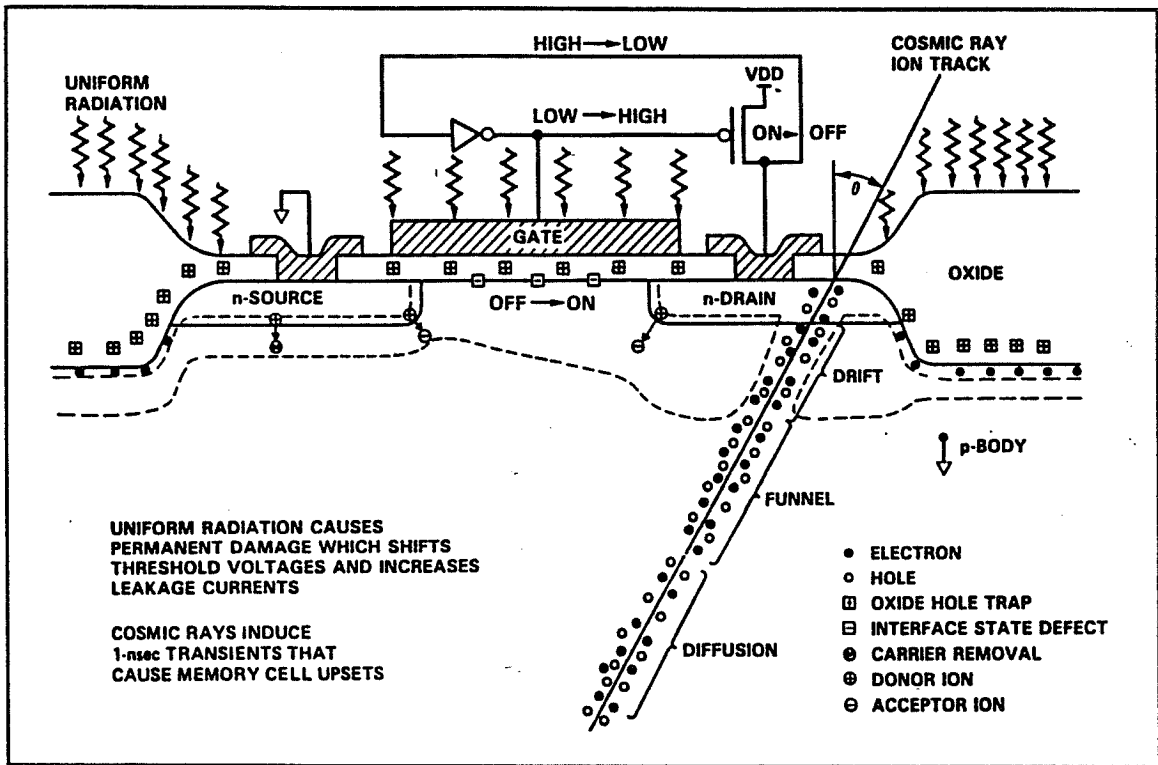 HIGH → LOW
COSMIC RAY
ION TRACK
UNIFORM
RADIATION
VDD
LOW → HIGH
ON → OFF
θ
GATE
OXIDE
n-SOURCE
OFF → ON
n-DRAIN
DRIFT
p-BODY
FUNNEL
UNIFORM RADIATION CAUSES
PERMANENT DAMAGE WHICH SHIFTS
THRESHOLD VOLTAGES AND INCREASES
LEAKAGE CURRENTS
COSMIC RAYS INDUCE
1-nsec TRANSIENTS THAT
CAUSE MEMORY CELL UPSETS
DIFFUSION
ELECTRON
HOLE
OXIDE HOLE TRAP
INTERFACE STATE DEFECT
CARRIER REMOVAL
DONOR ION
ACCEPTOR ION